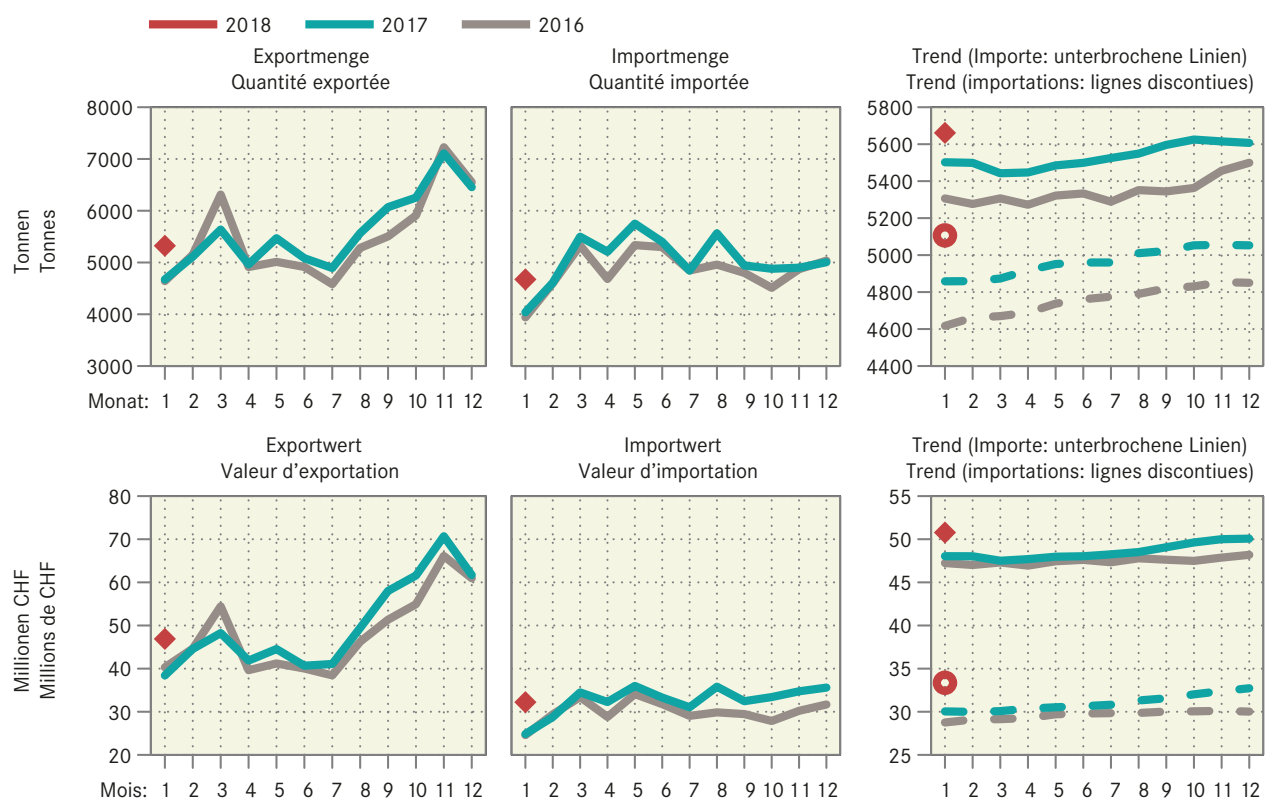 2018 2017 2016
Exportmenge
Quantité exportée
Importmenge
Quantité importée
Trend (Importe: unterbrochene Linien)
Trend (importations: lignes discontiues)
Tonnen
Tonnes
8000
7000
6000
5000
4000
3000
5800
5600
5400
5200
5000
4800
4600
4400
Monat: 1 2 3 4 5 6 7 8 9 10 11 12 1 2 3 4 5 6 7 8 9 10 11 12 1 2 3 4 5 6 7 8 9 10 11 12
Exportwert
Valeur d'exportation
Importwert
Valeur d'importation
Trend (Importe: unterbrochene Linien)
Trend (importations: lignes discontiues)
Millionen CHF
Millions de CHF
80
70
60
50
40
30
20
55
50
45
40
35
30
25
Mois: 1 2 3 4 5 6 7 8 9 10 11 12 1 2 3 4 5 6 7 8 9 10 11 12 1 2 3 4 5 6 7 8 9 10 11 12